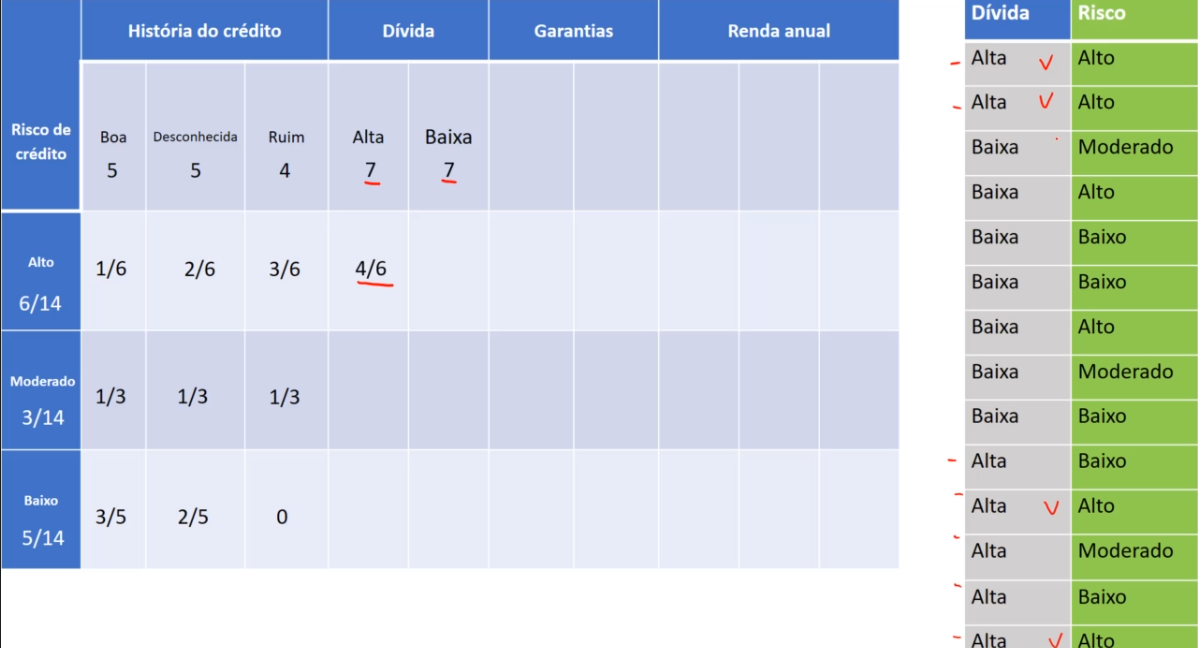 História do crédito Dívida Garantias Renda anual
Risco de crédito
Boa Desconhecida Ruim Alta Baixa
5 5 4 7 7
Alto
6/14
1/6 2/6 3/6 4/6
Moderado
3/14
1/3 1/3 1/3
Baixo
5/14
3/5 2/5 0
Dívida Risco
Alta Alto
Alta Alto
Baixa Moderado
Baixa Alto
Baixa Baixo
Baixa Baixo
Baixa Alto
Baixa Moderado
Baixa Baixo
Alta Baixo
Alta Alto
Alta Moderado
Alta Baixo
Alta Alto